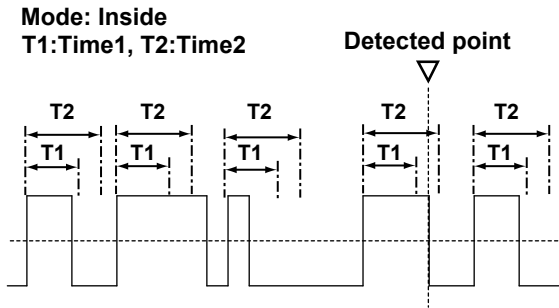 Mode: Inside
T1:Time1, T2:Time2
Detected point
T2 T2 T2 T2 T2
T1 T1 T1 T1 T1